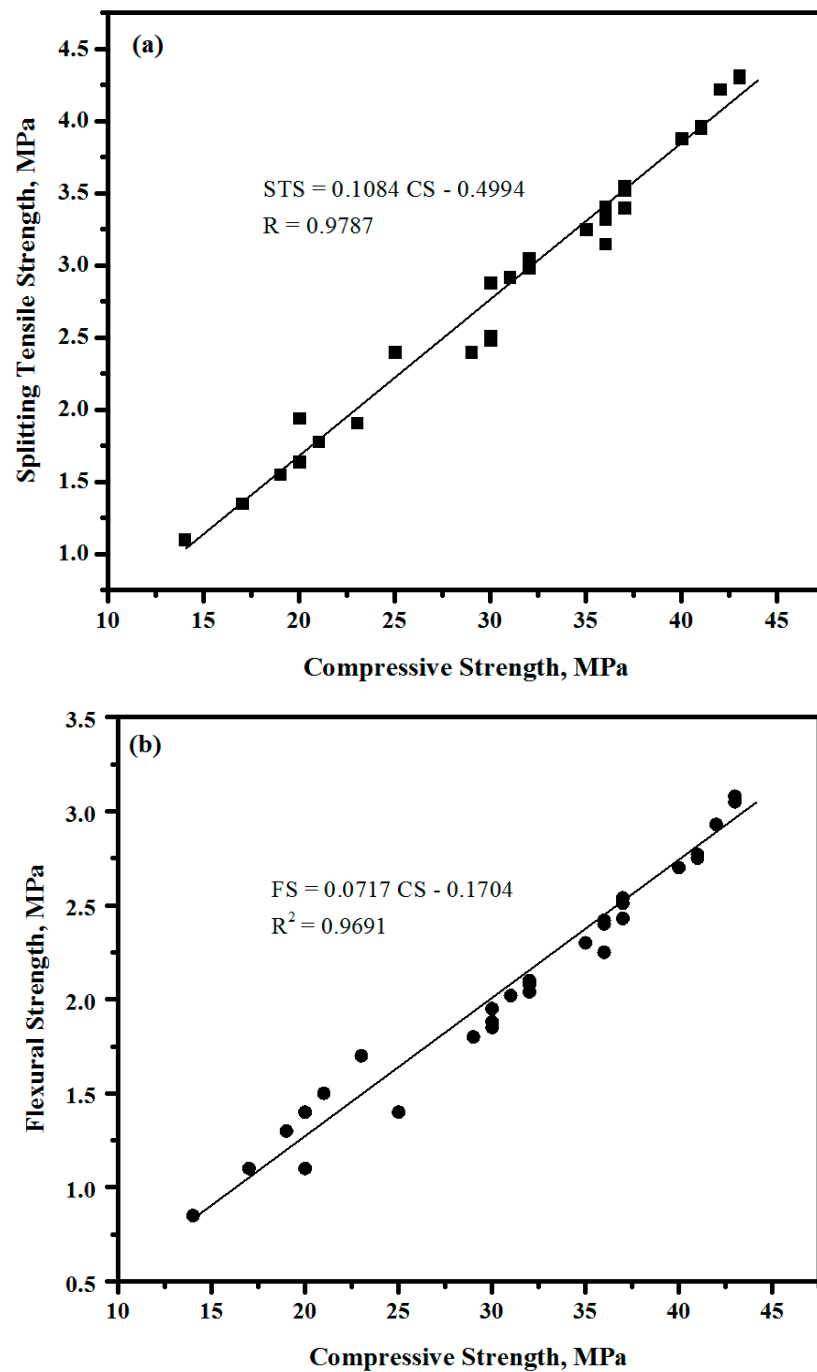 (a)
4.5
4.0
3.5
3.0
2.5
2.0
1.5
1.0
Splitting Tensile Strength, MPa
STS = 0.1084 CS - 0.4994
R = 0.9787
10 15 20 25 30 35 40 45
Compressive Strength, MPa
(b)
3.5
3.0
2.5
2.0
1.5
1.0
0.5
Flexural Strength, MPa
FS = 0.0717 CS - 0.1704
R² = 0.9691
10 15 20 25 30 35 40 45
Compressive Strength, MPa